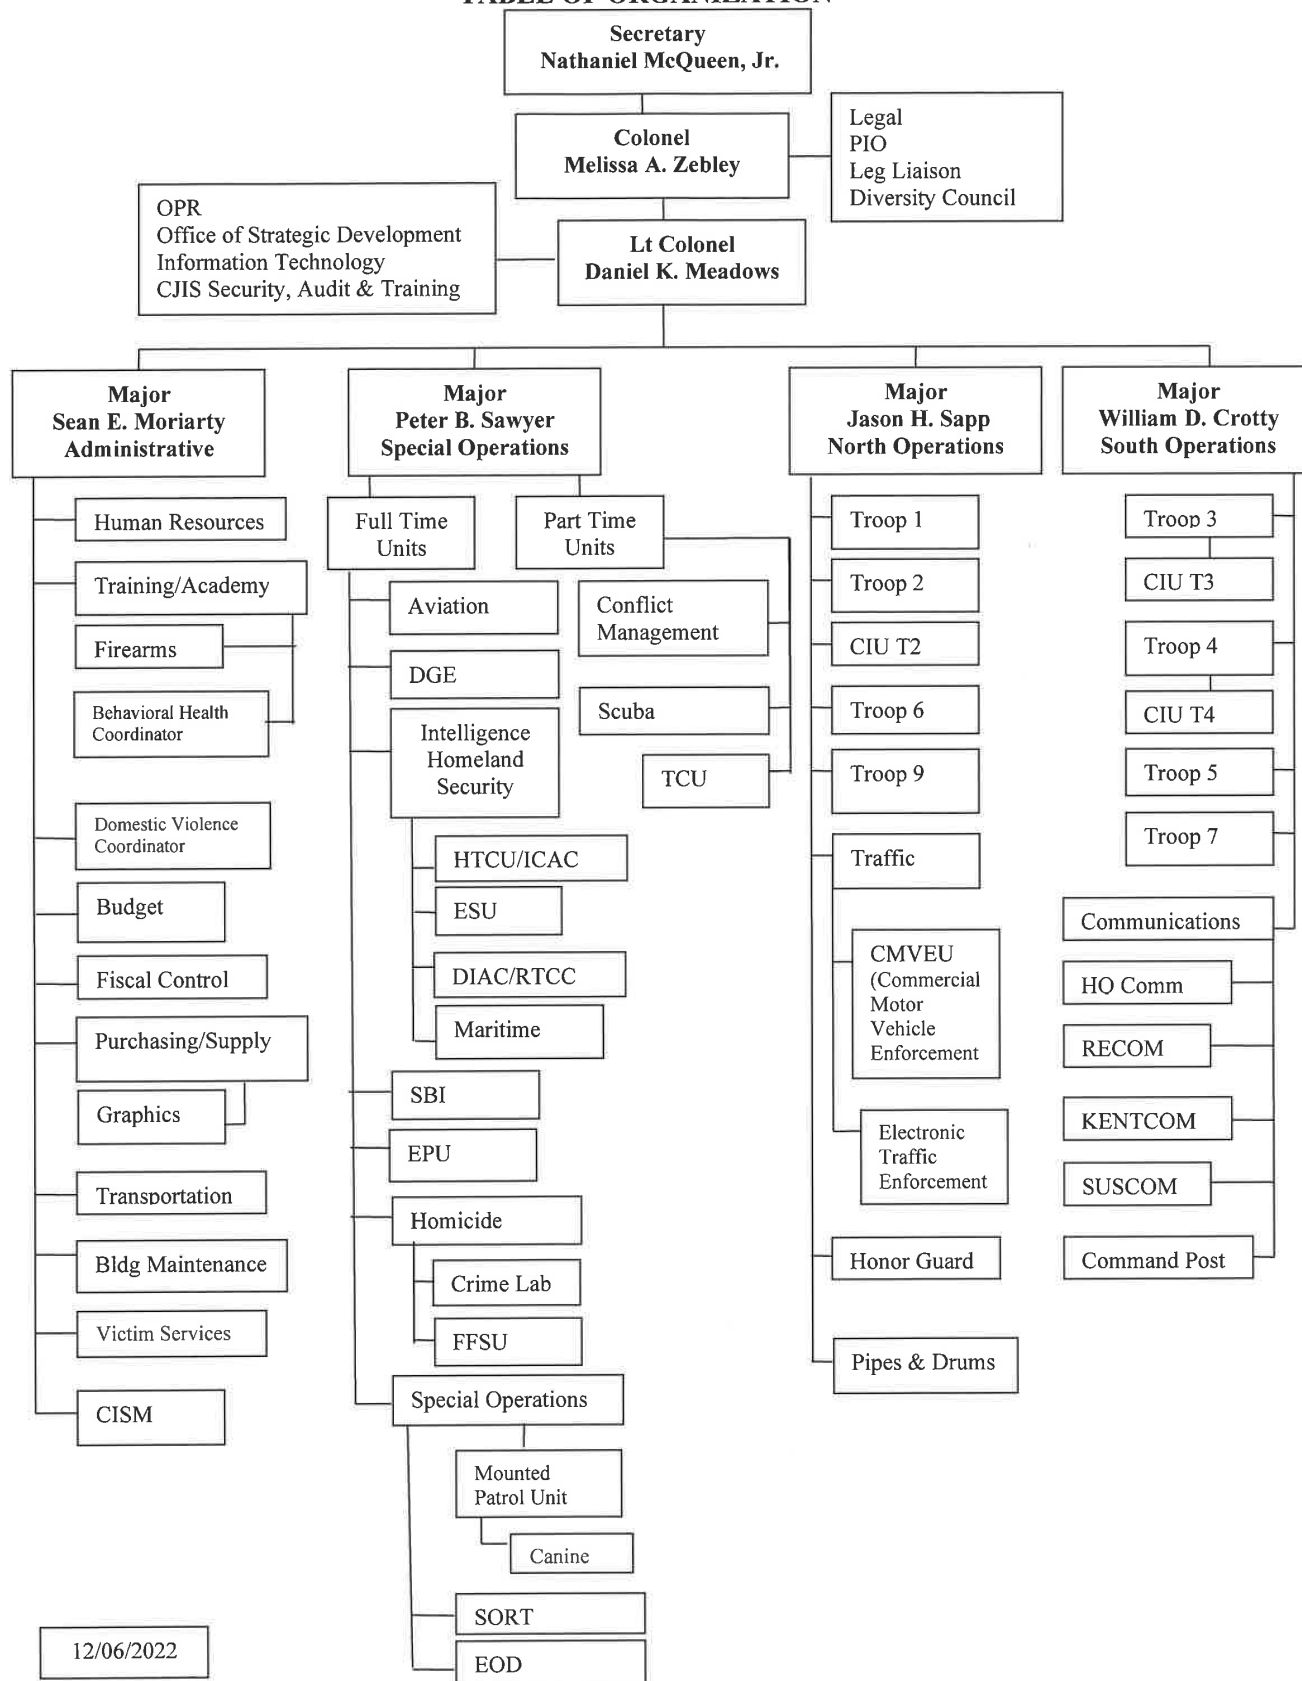 TABLE OF ORGANIZATION
Secretary
Nathaniel McQueen, Jr.
Colonel
Melissa A. Zebley
Legal
PIO
Leg Liaison
Diversity Council
OPR
Office of Strategic Development
Information Technology
CJIS Security, Audit & Training
Lt Colonel
Daniel K. Meadows
Major
Sean E. Moriarty
Administrative
Human Resources
Training/Academy
Firearms
Behavioral Health
Coordinator
Domestic Violence
Coordinator
Budget
Fiscal Control
Purchasing/Supply
Graphics
Transportation
Bldg Maintenance
Victim Services
CISM
Major
Peter B. Sawyer
Special Operations
Full Time
Units
Aviation
DGE
Intelligence
Homeland
Security
HTCU/ICAC
ESU
DIAC/RTCC
Maritime
SBI
EPU
Homicide
Crime Lab
FFSU
Special Operations
Mounted
Patrol Unit
Canine
SORT
EOD
Part Time
Units
Conflict
Management
Scuba
TCU
Major
Jason H. Sapp
North Operations
Troop 1
Troop 2
CIU T2
Troop 6
Troop 9
Traffic
CMVEU
(Commercial
Motor
Vehicle
Enforcement
Electronic
Traffic
Enforcement
Honor Guard
Pipes & Drums
Major
William D. Crotty
South Operations
Troop 3
CIU T3
Troop 4
CIU T4
Troop 5
Troop 7
Communications
HQ Comm
RECOM
KENTCOM
SUSCOM
Command Post
12/06/2022